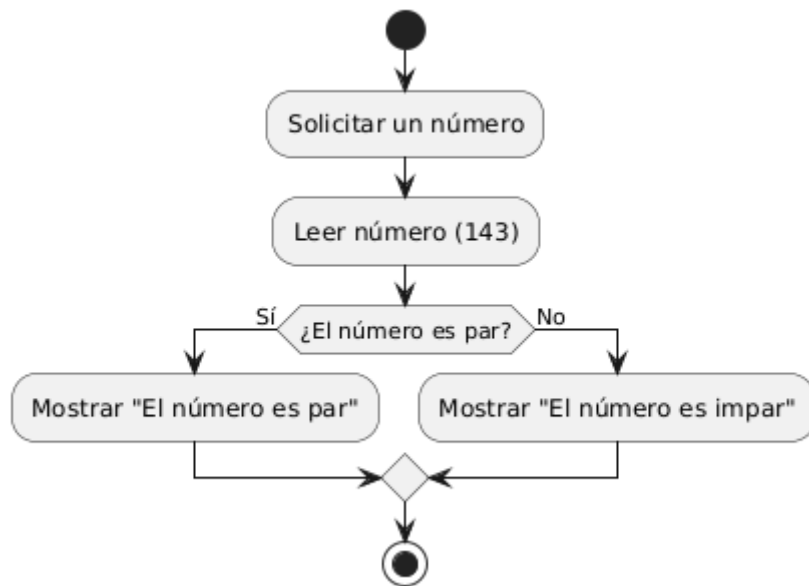 Solicitar un número
Leer número (143)
Sí
¿El número es par?
No
Mostrar "El número es par"
Mostrar "El número es impar"